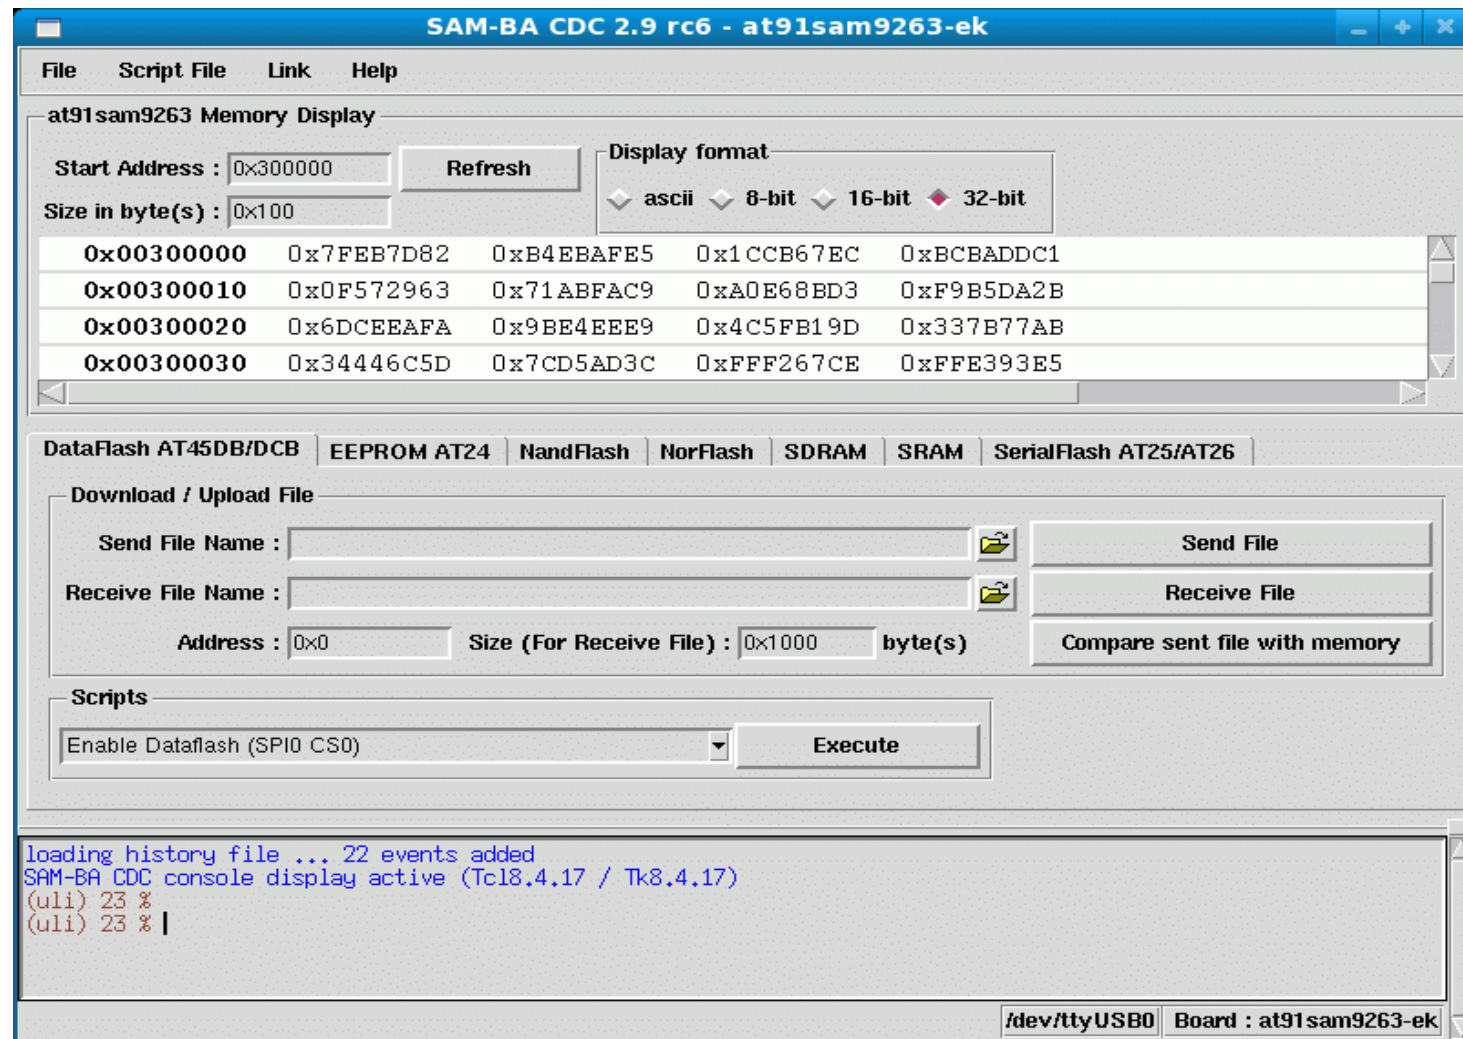 SAM-BA CDC 2.9 rc6 - at91sam9263-ek
File Script File Link Help
at91sam9263 Memory Display
Start Address : 0x300000 Refresh
Size in byte(s) : 0x100
Display format
ascii 8-bit 16-bit 32-bit
0x00300000 0x7FEB7D82 0xB4EBAFE5 0x1CCB67EC 0xBCBADDC1
0x00300010 0x0F572963 0x71ABFAC9 0xA0E68BD3 0xF9B5DA2B
0x00300020 0x6DCEEAFA 0x9BE4EEE9 0x4C5FB19D 0x337B77AB
0x00300030 0x34446C5D 0x7CD5AD3C 0xFFF267CE 0xFFE393E5
DataFlash AT45DB/DCB EEPROM AT24 NandFlash NorFlash SDRAM SRAM SerialFlash AT25/AT26
Download / Upload File
Send File Name : Send File
Receive File Name : Receive File
Address : 0x0 Size (For Receive File) : 0x1000 byte(s) Compare sent file with memory
Scripts
Enable Dataflash (SPI0 CS0) Execute
loading history file ... 22 events added
SAM-BA CDC console display active (Tcl8.4.17 / Tk8.4.17)
(uli) 23 %
(uli) 23 %
/dev/ttyUSB0 Board : at91sam9263-ek